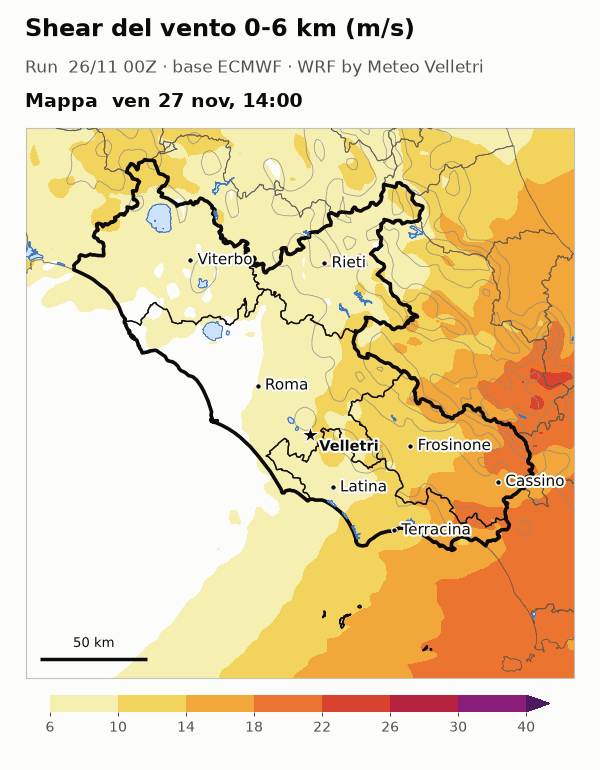 Shear del vento 0-6 km (m/s)
Run 26/11 00Z · base ECMWF · WRF by Meteo Velletri
Mappa ven 27 nov, 14:00
Viterbo
Rieti
Roma
Velletri
Frosinone
Cassino
Latina
Terracina
50 km
6 10 14 18 22 26 30 40